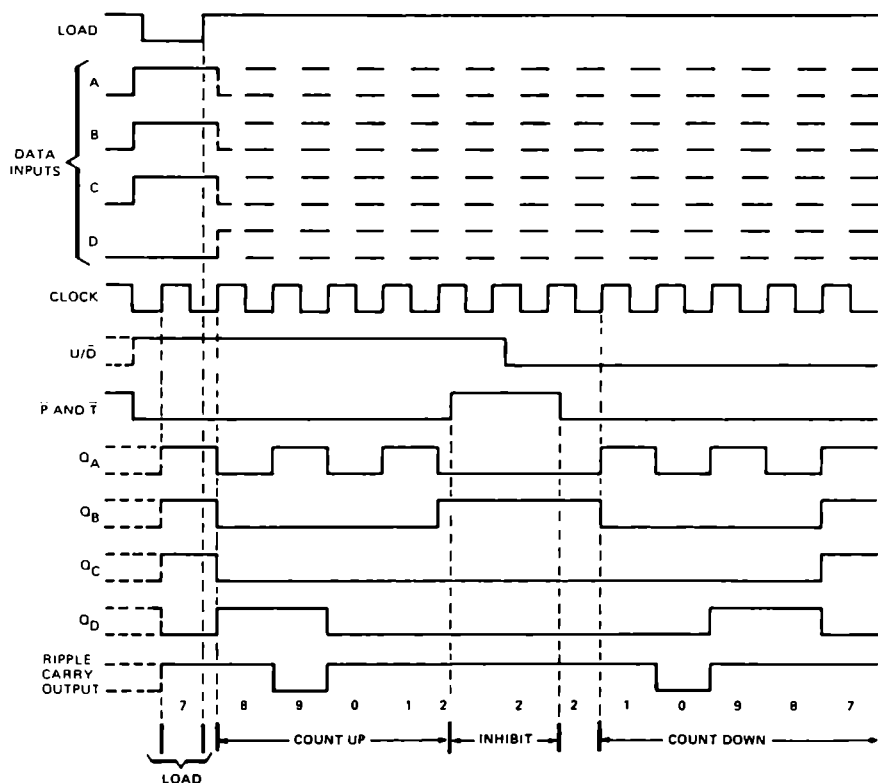 LOAD
A
B
DATA
INPUTS
C
D
CLOCK
U/D̄
P̄ AND T̄
QA
QB
QC
QD
RIPPLE
CARRY
OUTPUT
7 8 9 0 1 2 2 2 1 0 9 8 7
COUNT UP INHIBIT COUNT DOWN
LOAD